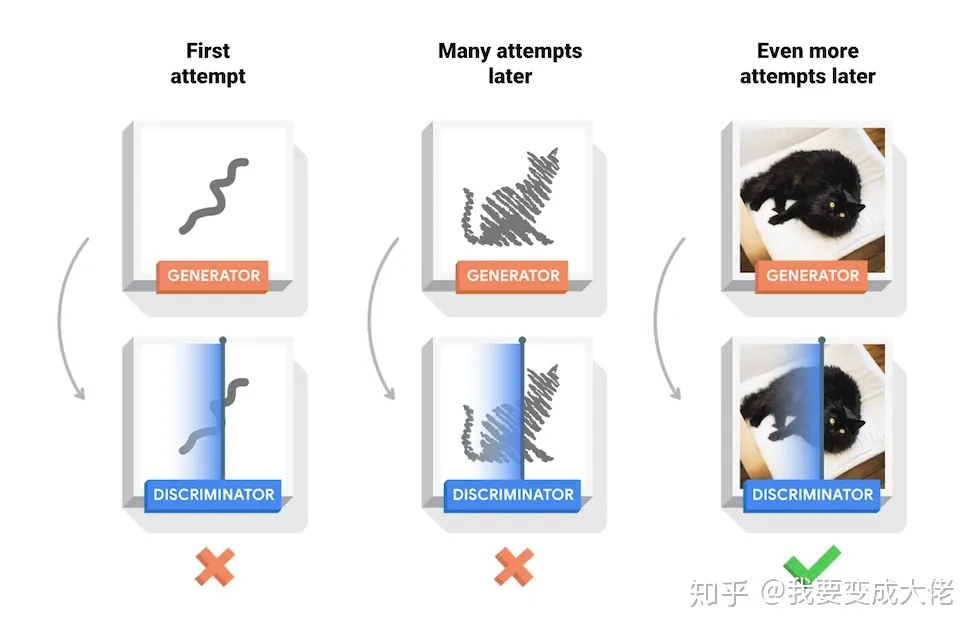 First
attempt
Many attempts
later
Even more
attempts later
GENERATOR
GENERATOR
GENERATOR
DISCRIMINATOR
DISCRIMINATOR
DISCRIMINATOR
知乎 @我要变成大佬